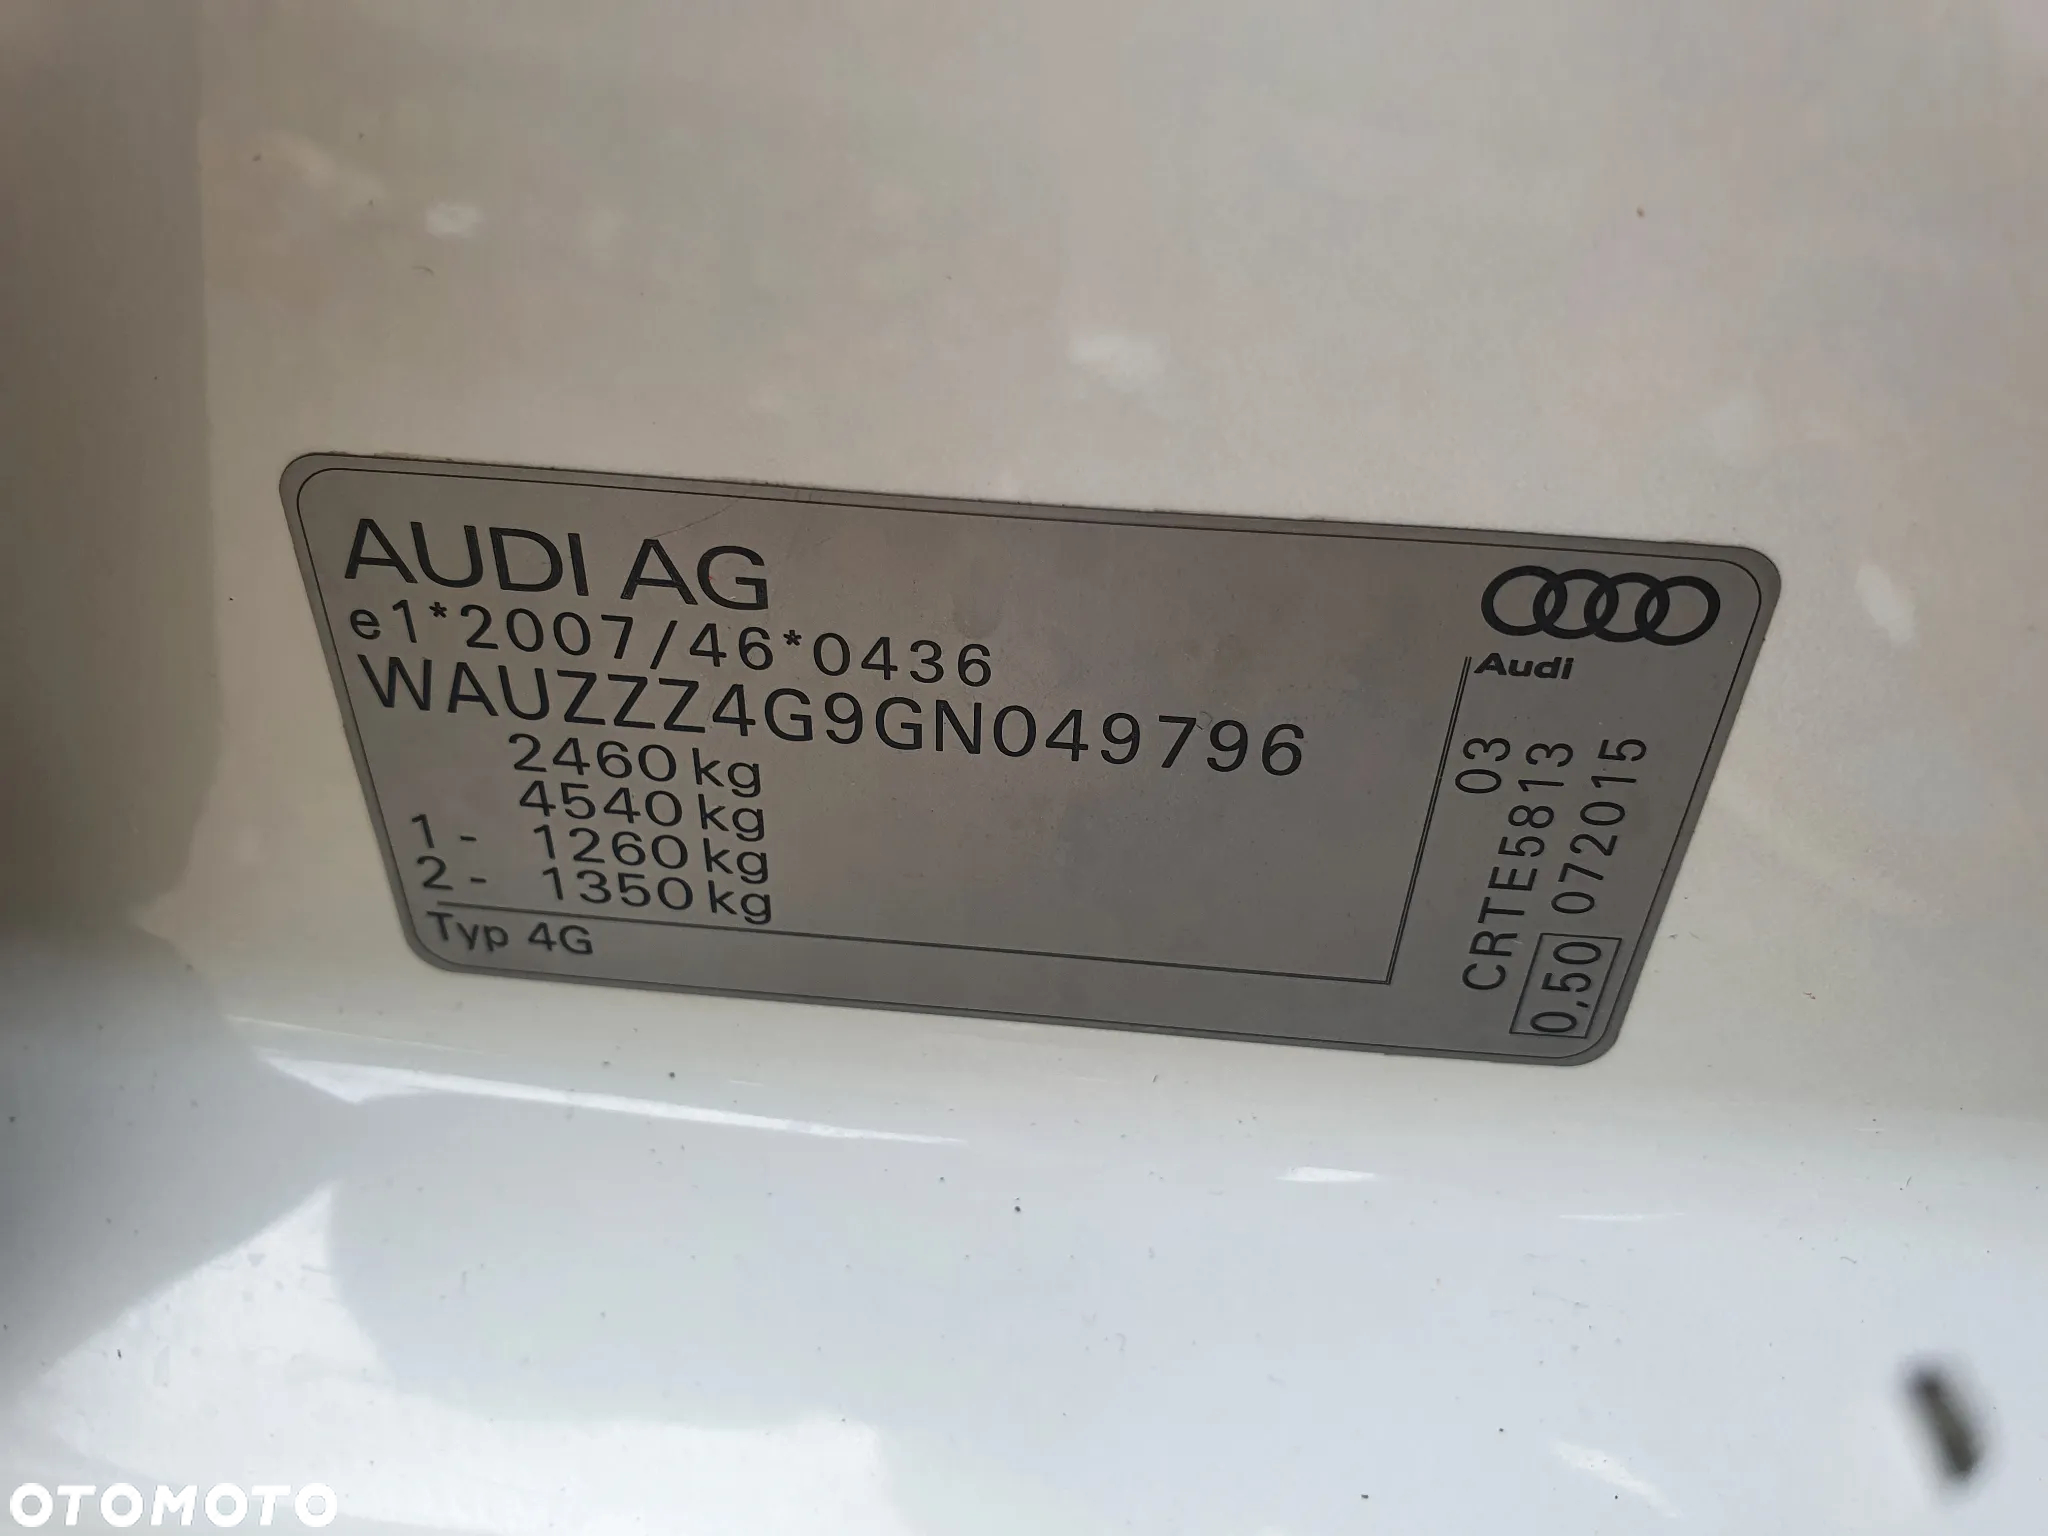 AUDI AG
e1*2007/46*0436
WAUZZZ4G9GN049796
2460 kg
4540 kg
1 - 1260 kg
2 - 1350 kg
Typ 4G
Audi
03
CRTE5813
0,50 072015
OTOMOTO